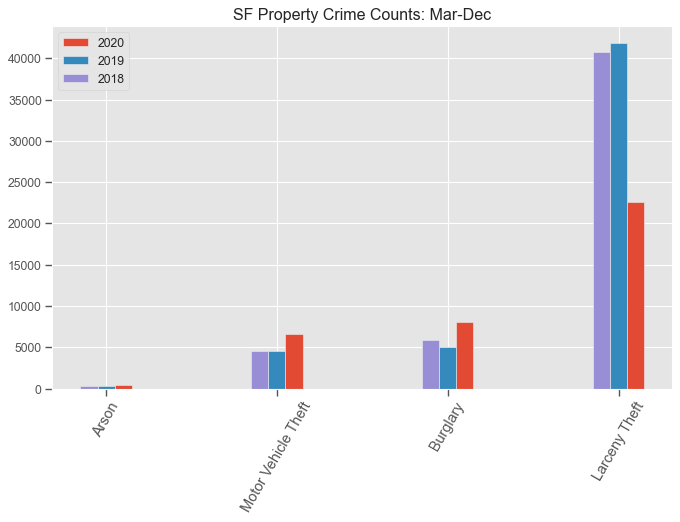 SF Property Crime Counts: Mar-Dec
2020
2019
2018
40000
35000
30000
25000
20000
15000
10000
5000
0
Arson
Motor Vehicle Theft
Burglary
Larceny Theft